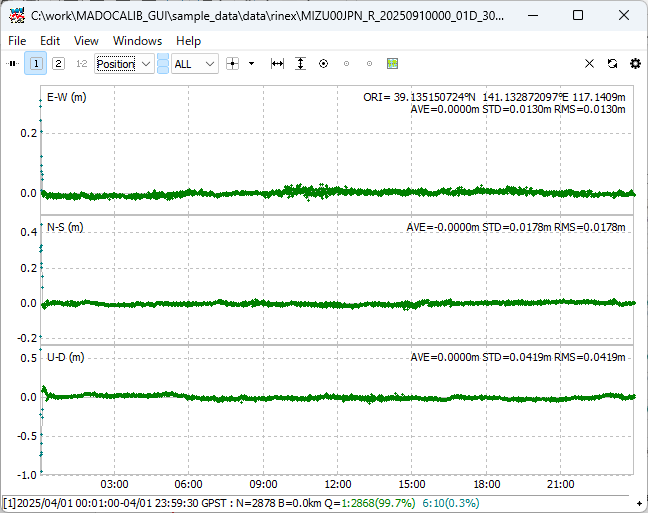 C:\work\MADOCALIB_GUI\sample_data\data\rinex\MIZU00JPN_R_20250910000_01D_30...
File Edit View Windows Help
1 2 1-2 Position ALL
E-W (m) ORI= 39.135150724°N 141.132872097°E 117.1409m
AVE=0.0000m STD=0.0130m RMS=0.0130m
0.2
0.0
N-S (m) AVE=-0.0000m STD=0.0178m RMS=0.0178m
0.4
0.2
0.0
-0.2
U-D (m) AVE=0.0000m STD=0.0419m RMS=0.0419m
0.5
0.0
-0.5
-1.0
03:00 06:00 09:00 12:00 15:00 18:00 21:00
[1]2025/04/01 00:01:00-04/01 23:59:30 GPST : N=2878 B=0.0km Q=1:2868(99.7%) 6:10(0.3%)